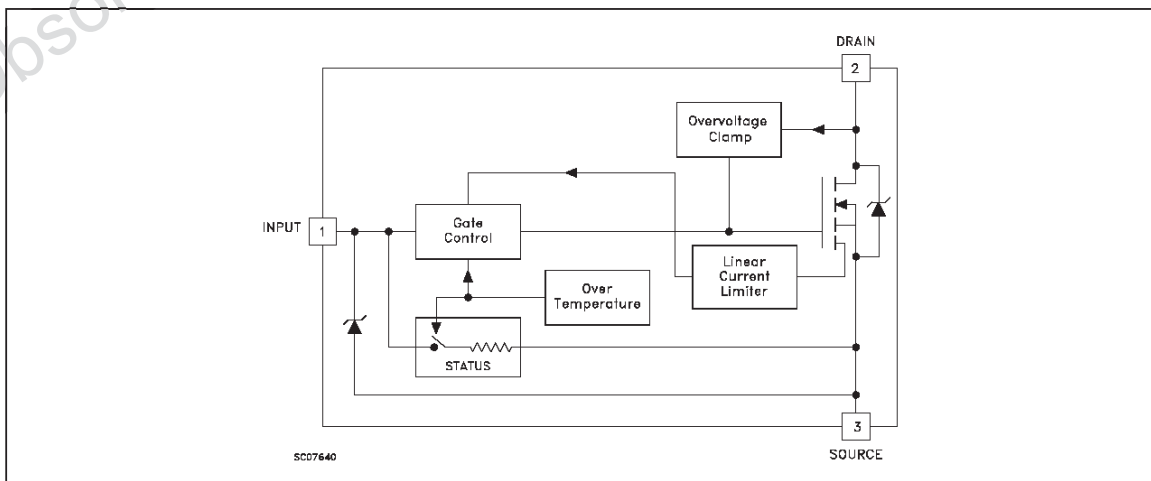 DRAIN
2
Overvoltage
Clamp
INPUT
1
Gate
Control
Linear
Current
Limiter
Over
Temperature
STATUS
3
SC07640
SOURCE